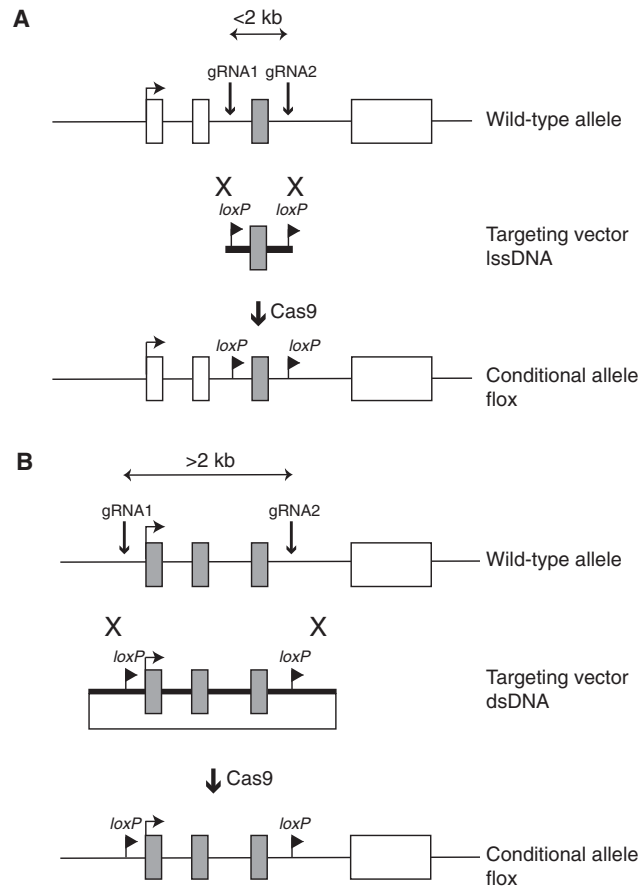 A
<2 kb
gRNA1 gRNA2
Wild-type allele
X X
loxP loxP
Targeting vector
lssDNA
Cas9
loxP loxP
Conditional allele
flox
B
>2 kb
gRNA1 gRNA2
Wild-type allele
X X
loxP loxP
Targeting vector
dsDNA
Cas9
loxP loxP
Conditional allele
flox